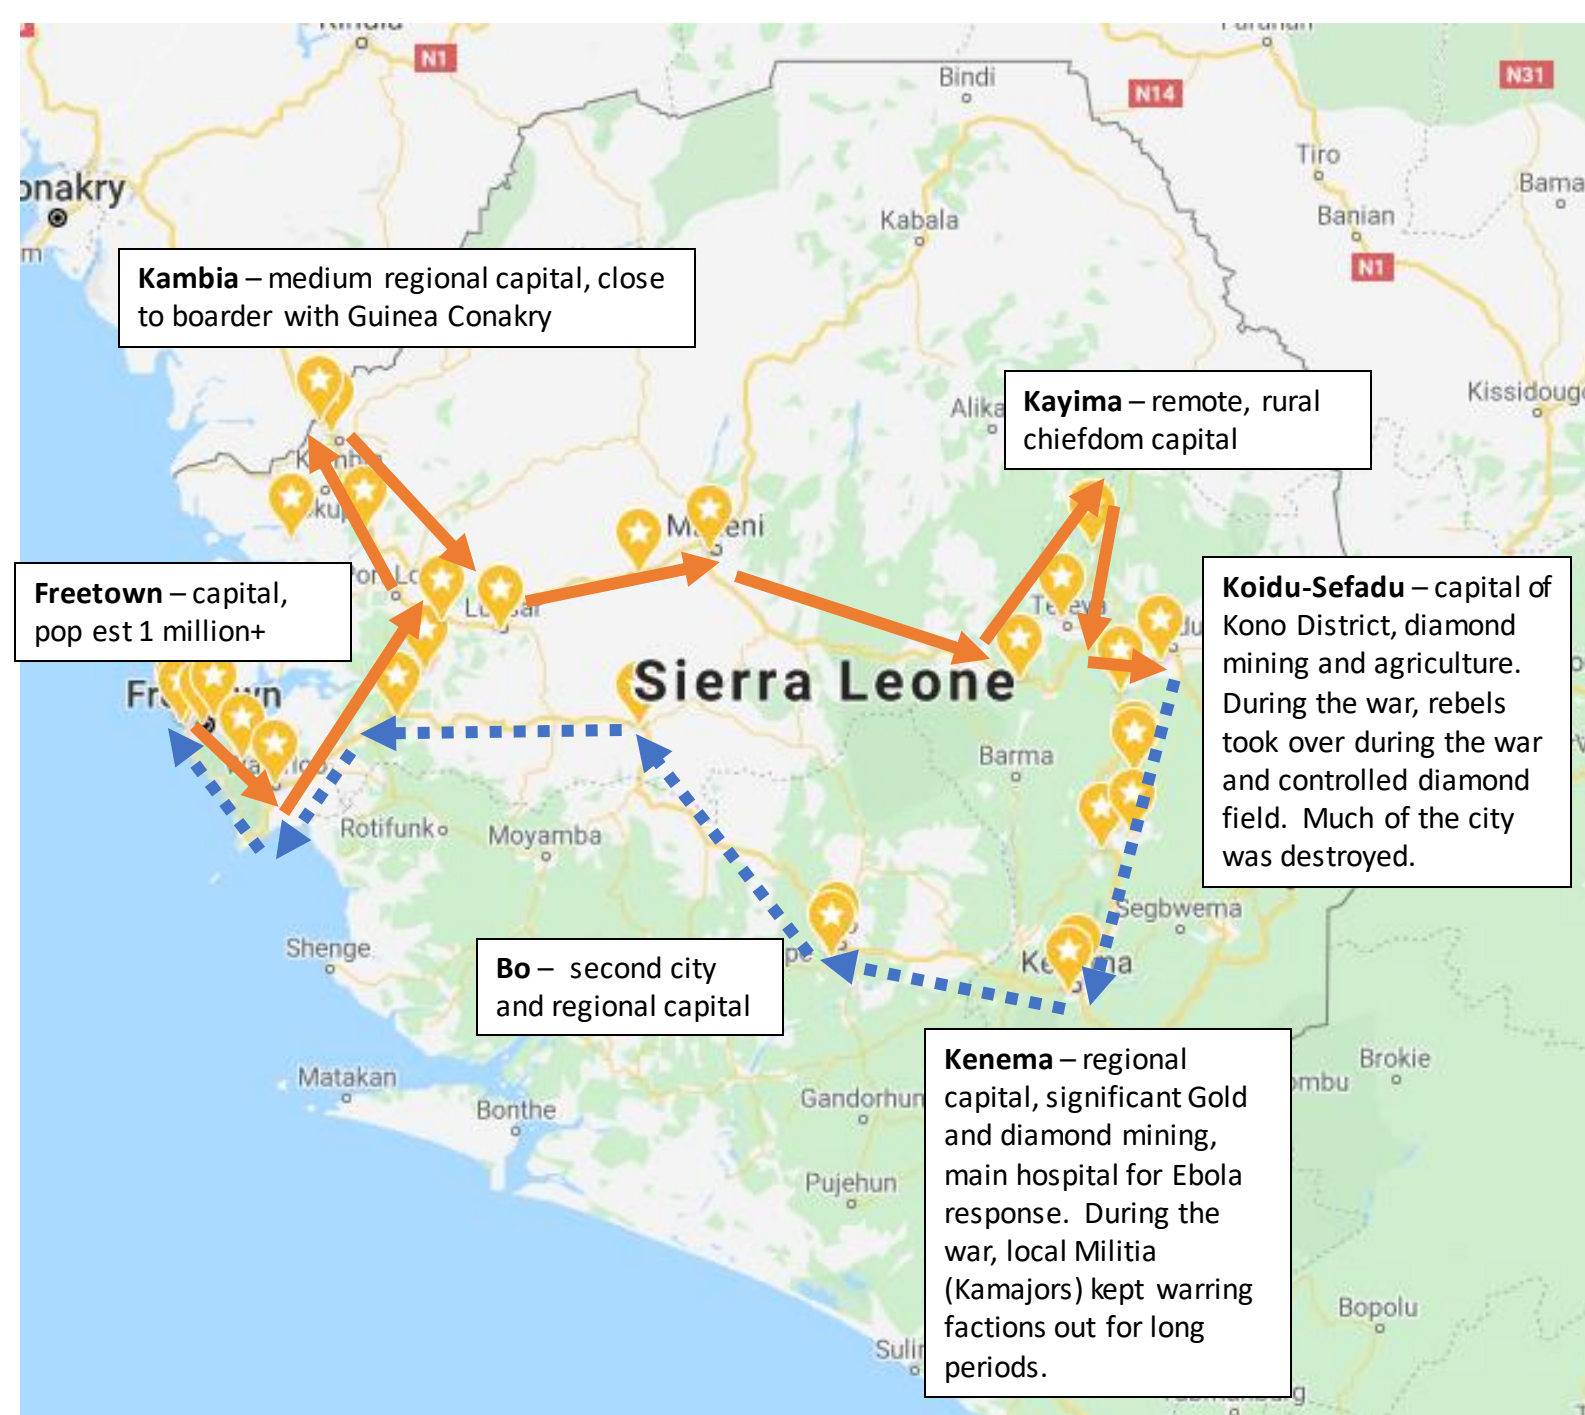 N1
Bindi
N14
N31
Tiro
onakry
Bama
Kabala
Banian
N1
Kambia – medium regional capital, close
to boarder with Guinea Conakry
Kissidoug
Alika
Kayima – remote, rural
chiefdom capital
Freetown – capital,
pop est 1 million+
Koidu-Sefadu – capital of
Kono District, diamond
mining and agriculture.
During the war, rebels
took over during the war
and controlled diamond
field. Much of the city
was destroyed.
Sierra Leone
Barma
Rotifunk
Moyamba
Segbwema
Shenge
Bo – second city
and regional capital
Kenema – regional
capital, significant Gold
and diamond mining,
main hospital for Ebola
response. During the
war, local Militia
(Kamajors) kept warring
factions out for long
periods.
Brokie
ombu
Matakan
Bonthe
Gandorhun
Pujehun
Bopolu
Sulir